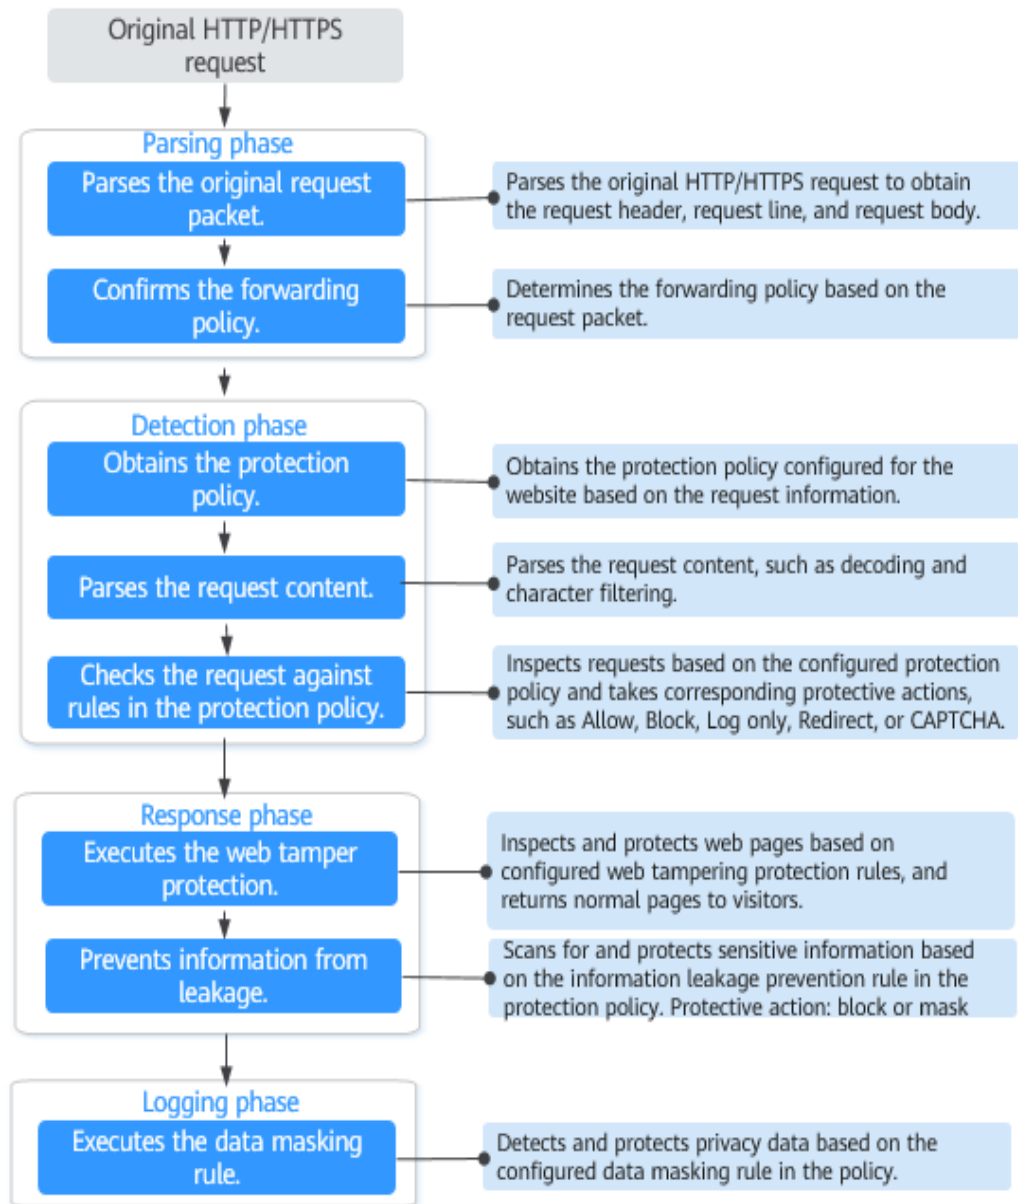 Original HTTP/HTTPS
request
Parsing phase
Parses the original request
packet.
Parses the original HTTP/HTTPS request to obtain
the request header, request line, and request body.
Confirms the forwarding
policy.
Determines the forwarding policy based on the
request packet.
Detection phase
Obtains the protection
policy.
Obtains the protection policy configured for the
website based on the request information.
Parses the request content.
Parses the request content, such as decoding and
character filtering.
Checks the request against
rules in the protection policy.
Inspects requests based on the configured protection
policy and takes corresponding protective actions,
such as Allow, Block, Log only, Redirect, or CAPTCHA.
Response phase
Executes the web tamper
protection.
Inspects and protects web pages based on
configured web tampering protection rules, and
returns normal pages to visitors.
Prevents information from
leakage.
Scans for and protects sensitive information based
on the information leakage prevention rule in the
protection policy. Protective action: block or mask
Logging phase
Executes the data masking
rule.
Detects and protects privacy data based on the
configured data masking rule in the policy.